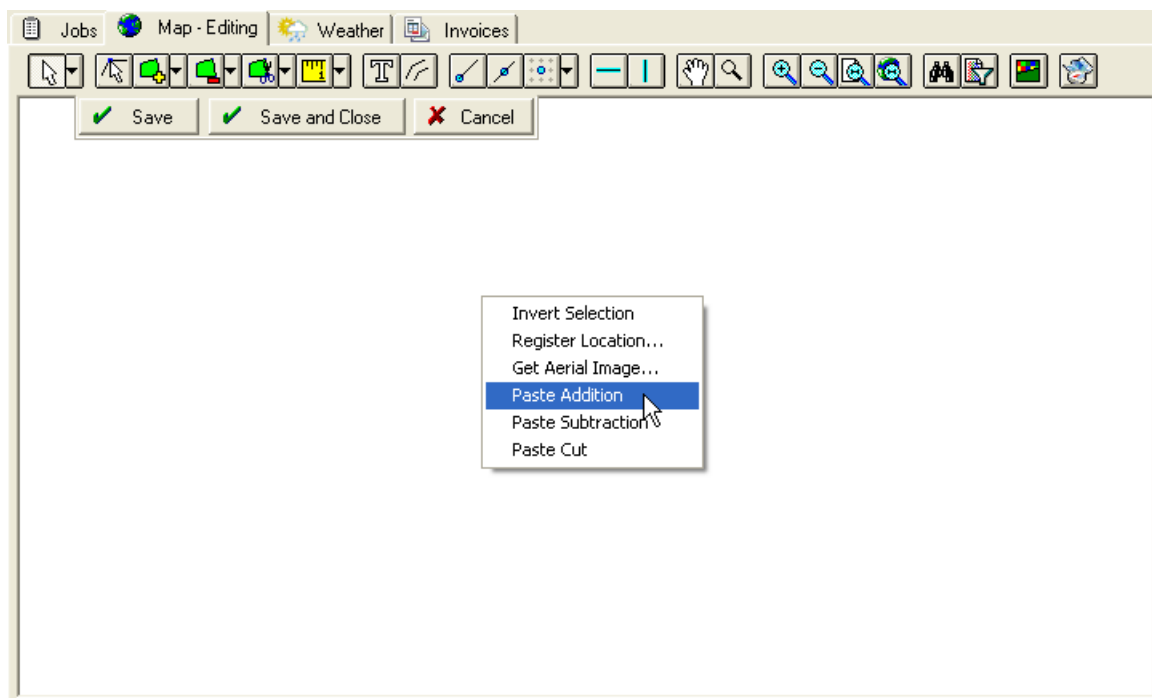 Jobs Map - Editing Weather Invoices
T
Save Save and Close Cancel
Invert Selection
Register Location...
Get Aerial Image...
Paste Addition
Paste Subtraction
Paste Cut